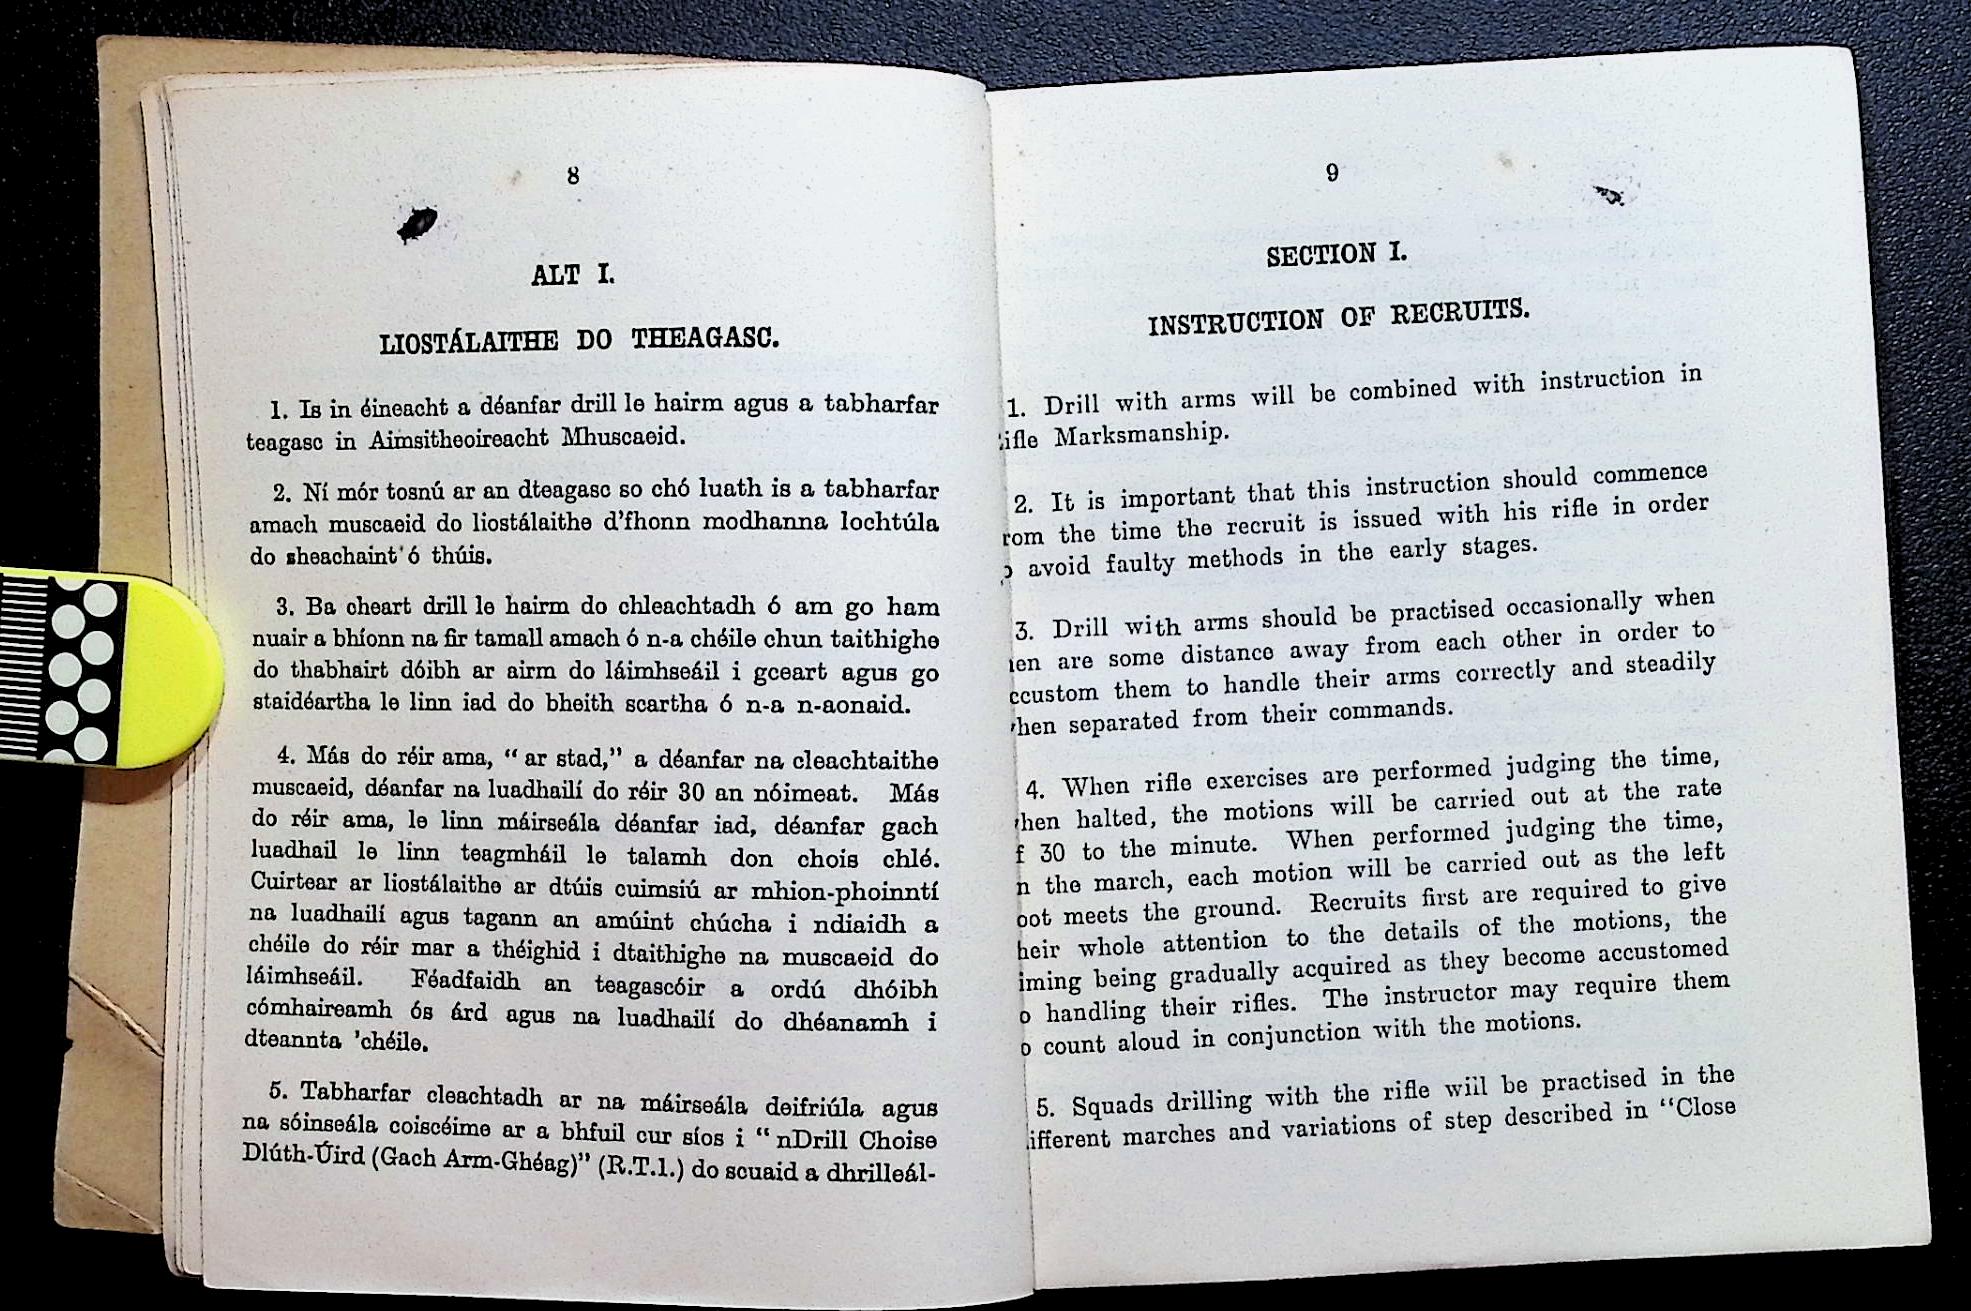 8
ALT I.
LIOSTÁLAITHE DO THEAGASC.
1. Is in éineacht a déanfar drill le hairm agus a tabharfar
teagasc in Aimsitheoireacht Mhuscaeid.
2. Ní mór tosnú ar an dteagasc so chó luath is a tabharfar
amach muscaeid do liostálaithe d'fhonn modhanna lochtúla
do sheachaint ó thúis.
3. Ba cheart drill le hairm do chleachtadh ó am go ham
nuair a bhíonn na fir tamall amach ó n-a chéile chun taithighe
do thabhairt dóibh ar airm do láimhseáil i gceart agus go
staidéartha le linn iad do bheith scartha ó n-a n-aonaid.
4. Más do réir ama, " ar stad," a déanfar na cleachtaithe
muscaeid, déanfar na luadhailí do réir 30 an nóimeat. Más
do réir ama, le linn máirseála déanfar iad, déanfar gach
luadhail le linn teagmháil le talamh don chois chlé.
Cuirtear ar liostálaithe ar dtúis cuimsiú ar mhion-phoinntí
na luadhailí agus tagann an amúint chúcha i ndiaidh a
chéile do réir mar a théighid i dtaithighe na muscaeid do
láimhseáil. Féadfaidh an teagascóir a ordú dhóibh
cómhaireamh ós árd agus na luadhailí do dhéanamh i
dteannta 'chéile.
5. Tabharfar cleachtadh ar na máirseála deifriúla agus
na sóinseála coiscéime ar a bhfuil cur síos i " nDrill Choise
Dlúth-Úird (Gach Arm-Ghéag)" (R.T.1.) do scuaid a dhrilleál-
9
SECTION I.
INSTRUCTION OF RECRUITS.
1. Drill with arms will be combined with instruction in
ifle Marksmanship.
2. It is important that this instruction should commence
rom the time the recruit is issued with his rifle in order
o avoid faulty methods in the early stages.
3. Drill with arms should be practised occasionally when
en are some distance away from each other in order to
ccustom them to handle their arms correctly and steadily
hen separated from their commands.
4. When rifle exercises are performed judging the time,
hen halted, the motions will be carried out at the rate
f 30 to the minute. When performed judging the time,
n the march, each motion will be carried out as the left
oot meets the ground. Recruits first are required to give
heir whole attention to the details of the motions, the
iming being gradually acquired as they become accustomed
o handling their rifles. The instructor may require them
o count aloud in conjunction with the motions.
5. Squads drilling with the rifle will be practised in the
ifferent marches and variations of step described in "Close